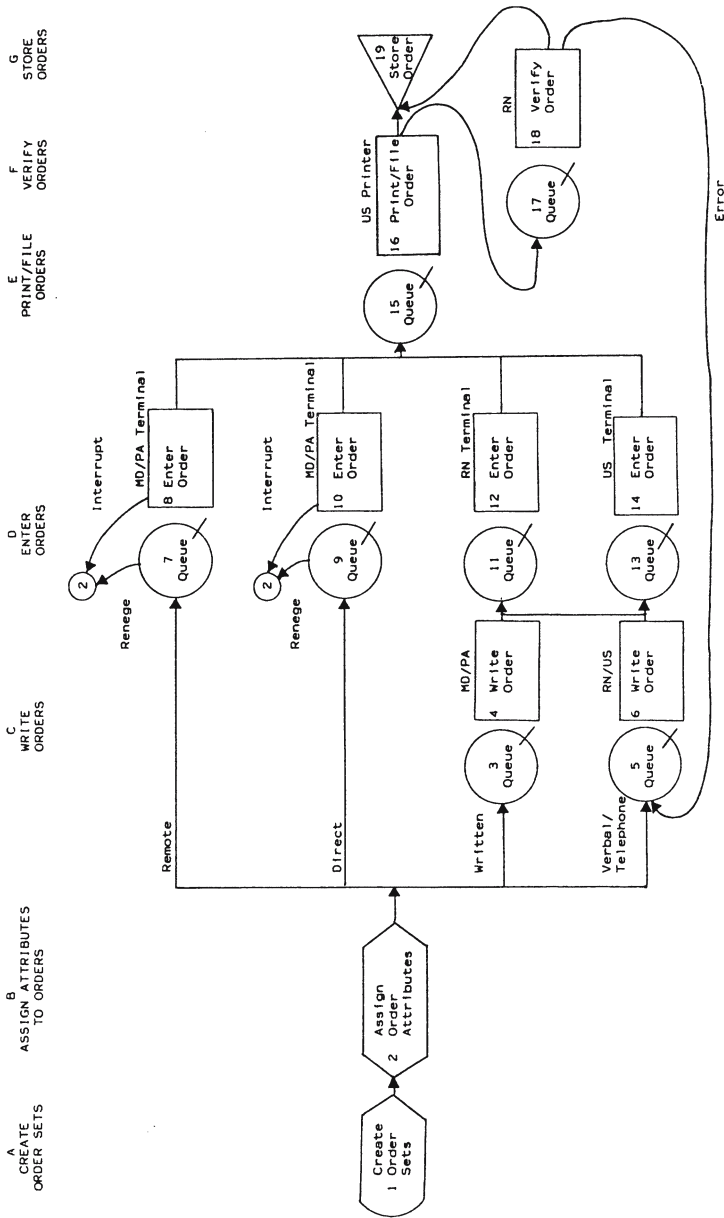 A
CREATE
ORDER SETS
B
ASSIGN ATTRIBUTES
TO ORDERS
C
WRITE
ORDERS
D
ENTER
ORDERS
E
PRINT/FILE
ORDERS
F
VERIFY
ORDERS
G
STORE
ORDERS
Create
1 Order
Sets
Assign
2 Order
Attributes
Remote
Direct
Written
Verbal/
Telephone
2
Renege
Interrupt
7
Queue
MD/PA Terminal
8 Enter
Order
2
Renege
Interrupt
9
Queue
MD/PA Terminal
10 Enter
Order
3
Queue
MD/PA
4 Write
Order
11
Queue
RN Terminal
12 Enter
Order
5
Queue
RN/US
6 Write
Order
13
Queue
US Terminal
14 Enter
Order
15
Queue
US Printer
16 Print/File
Order
19
Store
Order
17
Queue
RN
18 Verify
Order
Error